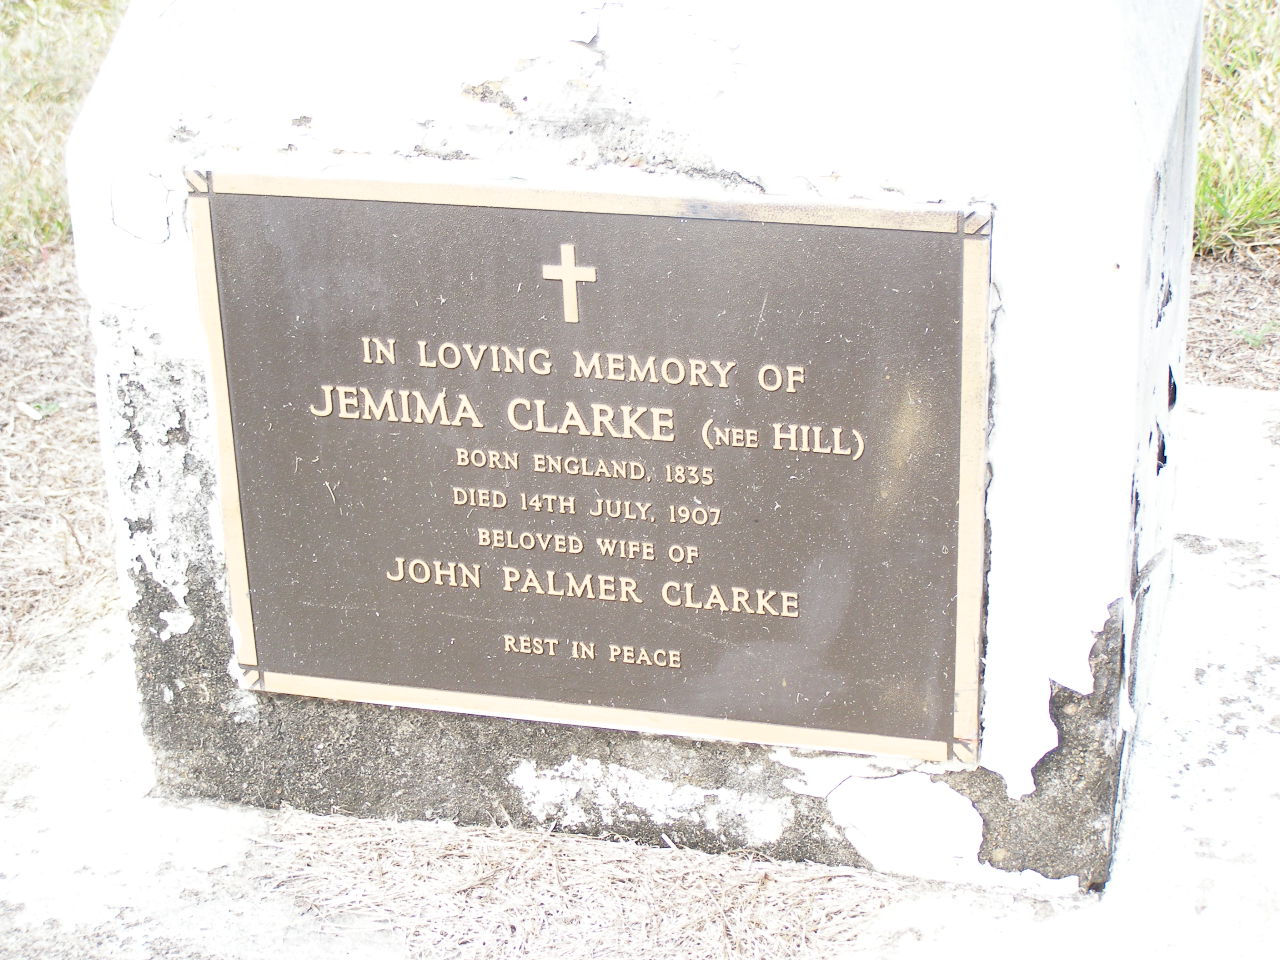 IN LOVING MEMORY OF
JEMIMA CLARKE (NEE HILL)
BORN ENGLAND, 1835
DIED 14TH JULY, 1907
BELOVED WIFE OF
JOHN PALMER CLARKE
REST IN PEACE